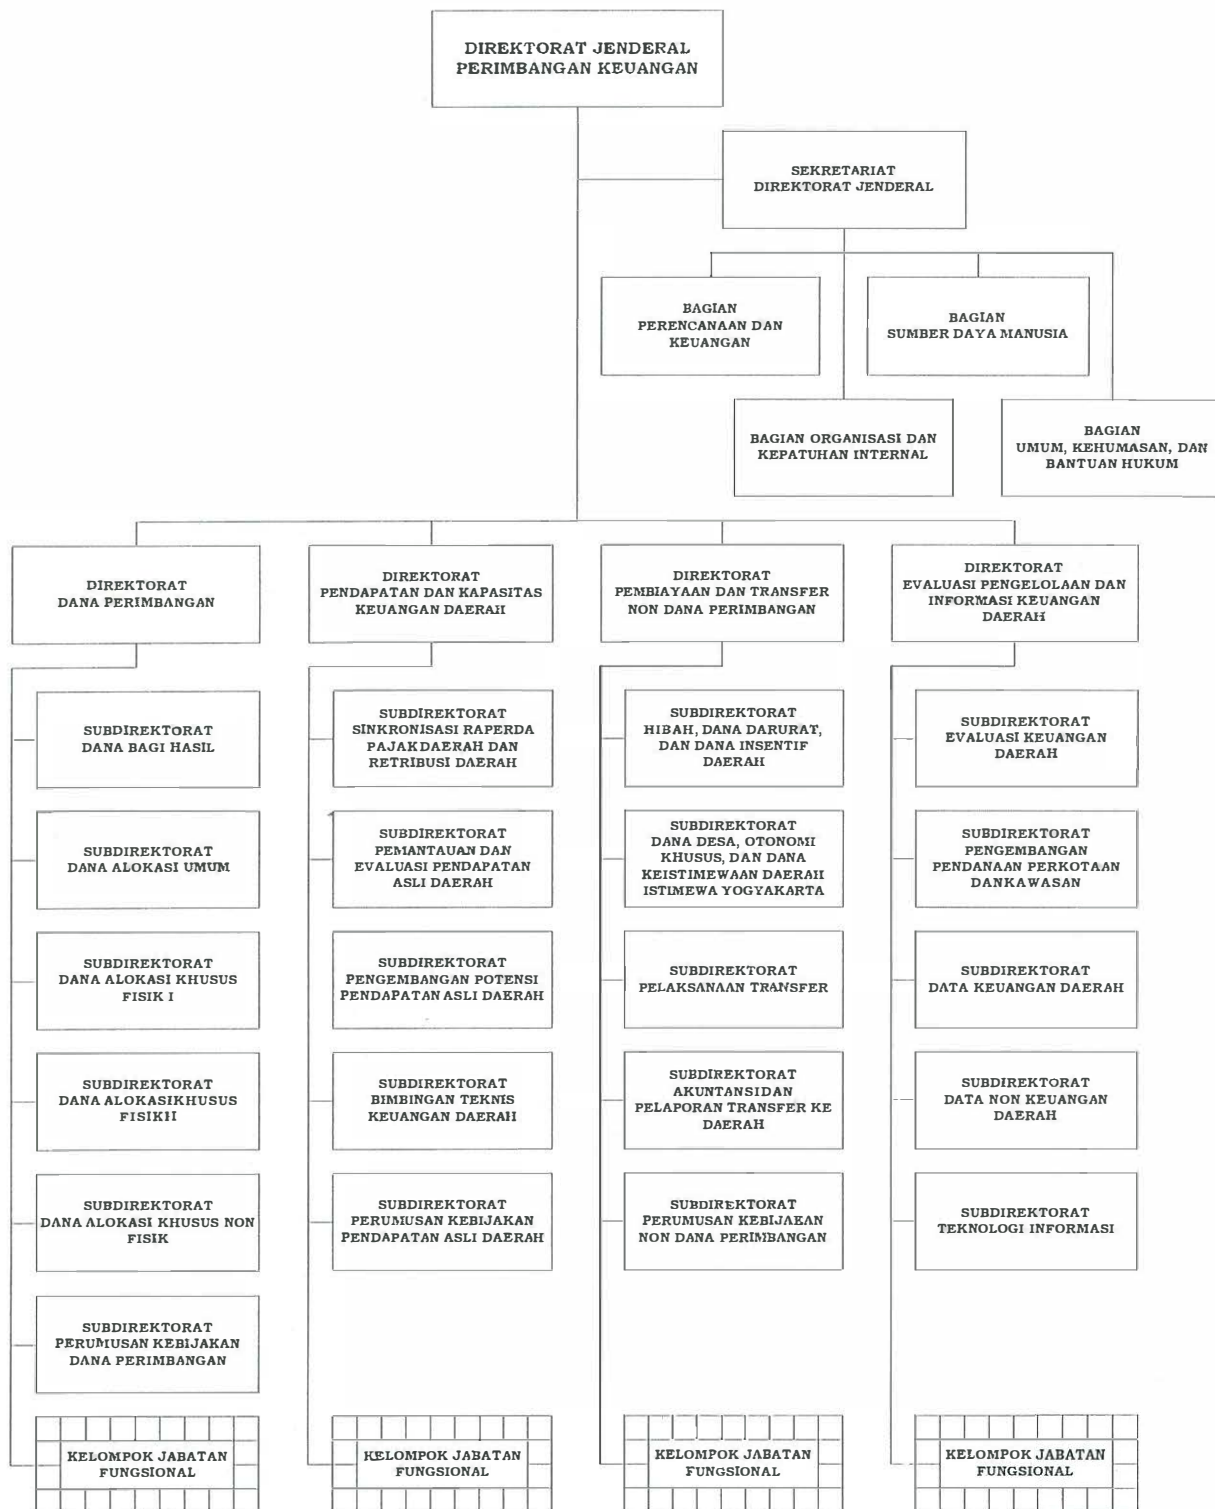 DIREKTORAT JENDERAL
PERIMBANGAN KEUANGAN
SEKRETARIAT
DIREKTORAT JENDERAL
BAGIAN
PERENCANAAN DAN
KEUANGAN
BAGIAN
SUMBER DAYA MANUSIA
BAGIAN ORGANISASI DAN
KEPATUHAN INTERNAL
BAGIAN
UMUM, KEHUMASAN, DAN
BANTUAN HUKUM
DIREKTORAT
DANA PERIMBANGAN
SUBDIREKTORAT
DANA BAGI HASIL
SUBDIREKTORAT
DANA ALOKASI UMUM
SUBDIREKTORAT
DANA ALOKASI KHUSUS
FISIK I
SUBDIREKTORAT
DANA ALOKASIKHUSUS
FISIKII
SUBDIREKTORAT
DANA ALOKASI KHUSUS NON
FISIK
SUBDIREKTORAT
PERUMUSAN KEBIJAKAN
DANA PERIMBANGAN
KELOMPOK JABATAN
FUNGSIONAL
DIREKTORAT
PENDAPATAN DAN KAPASITAS
KEUANGAN DAERAH
SUBDIREKTORAT
SINKRONISASI RAPERDA
PAJAKDAERAH DAN
RETRIBUSI DAERAH
SUBDIREKTORAT
PEMANTAUAN DAN
EVALUASI PENDAPATAN
ASLI DAERAH
SUBDIREKTORAT
PENGEMBANGAN POTENSI
PENDAPATAN ASLI DAERAH
SUBDIREKTORAT
BIMBINGAN TEKNIS
KEUANGAN DAERAH
SUBDIREKTORAT
PERUMUSAN KEBIJAKAN
PENDAPATAN ASLI DAERAH
KELOMPOK JABATAN
FUNGSIONAL
DIREKTORAT
PEMBIAYAAN DAN TRANSFER
NON DANA PERIMBANGAN
SUBDIREKTORAT
HIBAH, DANA DARURAT,
DAN DANA INSENTIF
DAERAH
SUBDIREKTORAT
DANA DESA, OTONOMI
KHUSUS, DAN DANA
KEISTIMEWAAN DAERAH
ISTIMEWA YOGYAKARTA
SUBDIREKTORAT
PELAKSANAAN TRANSFER
SUBDIREKTORAT
AKUNTANSIDAN
PELAPORAN TRANSFER KE
DAERAH
SUBDIREKTORAT
PERUMUSAN KEBIJAKAN
NON DANA PERIMBANGAN
KELOMPOK JABATAN
FUNGSIONAL
DIREKTORAT
EVALUASI PENGELOLAAN DAN
INFORMASI KEUANGAN
DAERAH
SUBDIREKTORAT
EVALUASI KEUANGAN
DAERAH
SUBDIREKTORAT
PENGEMBANGAN
PENDANAAN PERKOTAAN
DANKAWASAN
SUBDIREKTORAT
DATA KEUANGAN DAERAH
SUBDIREKTORAT
DATA NON KEUANGAN
DAERAH
SUBDIREKTORAT
TEKNOLOGI INFORMASI
KELOMPOK JABATAN
FUNGSIONAL